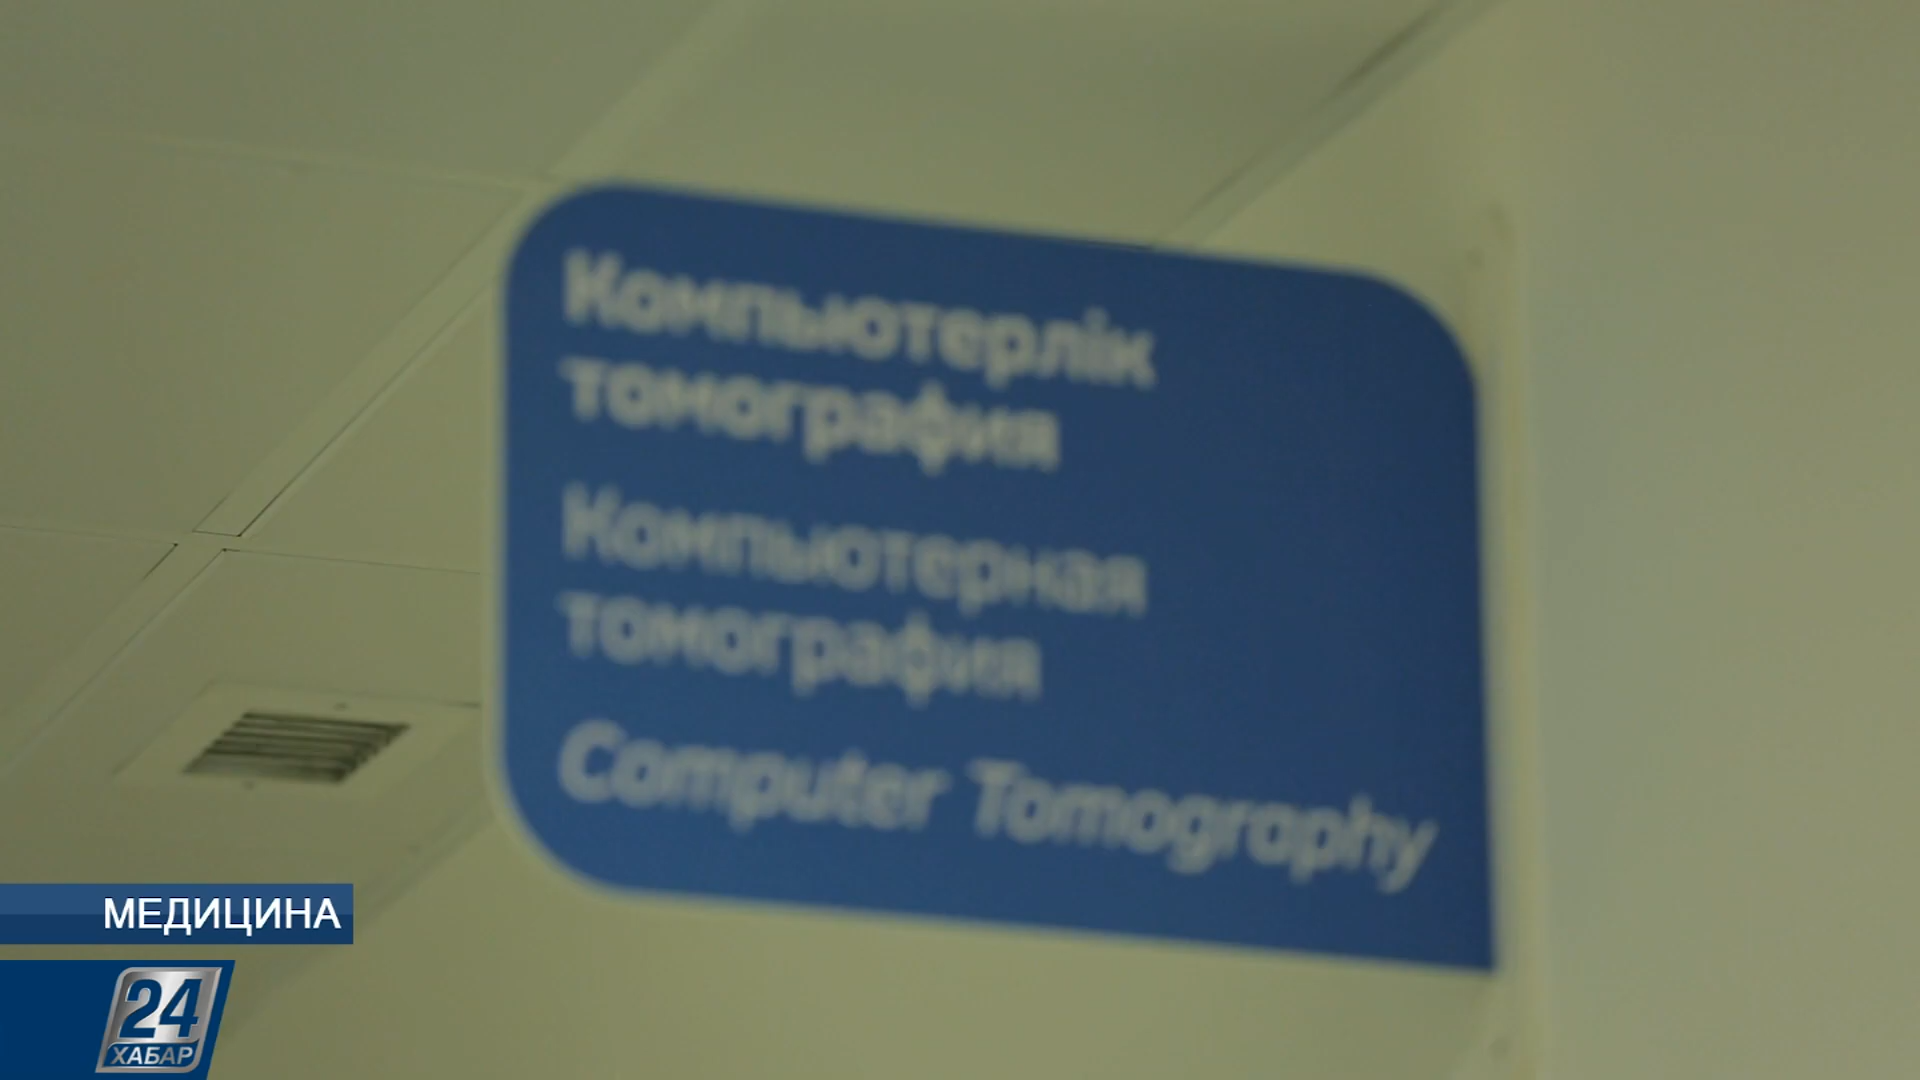 Компьютерлік
томография
Компьютерная
томография
Computer Tomography
МЕДИЦИНА
24
ХАБАР